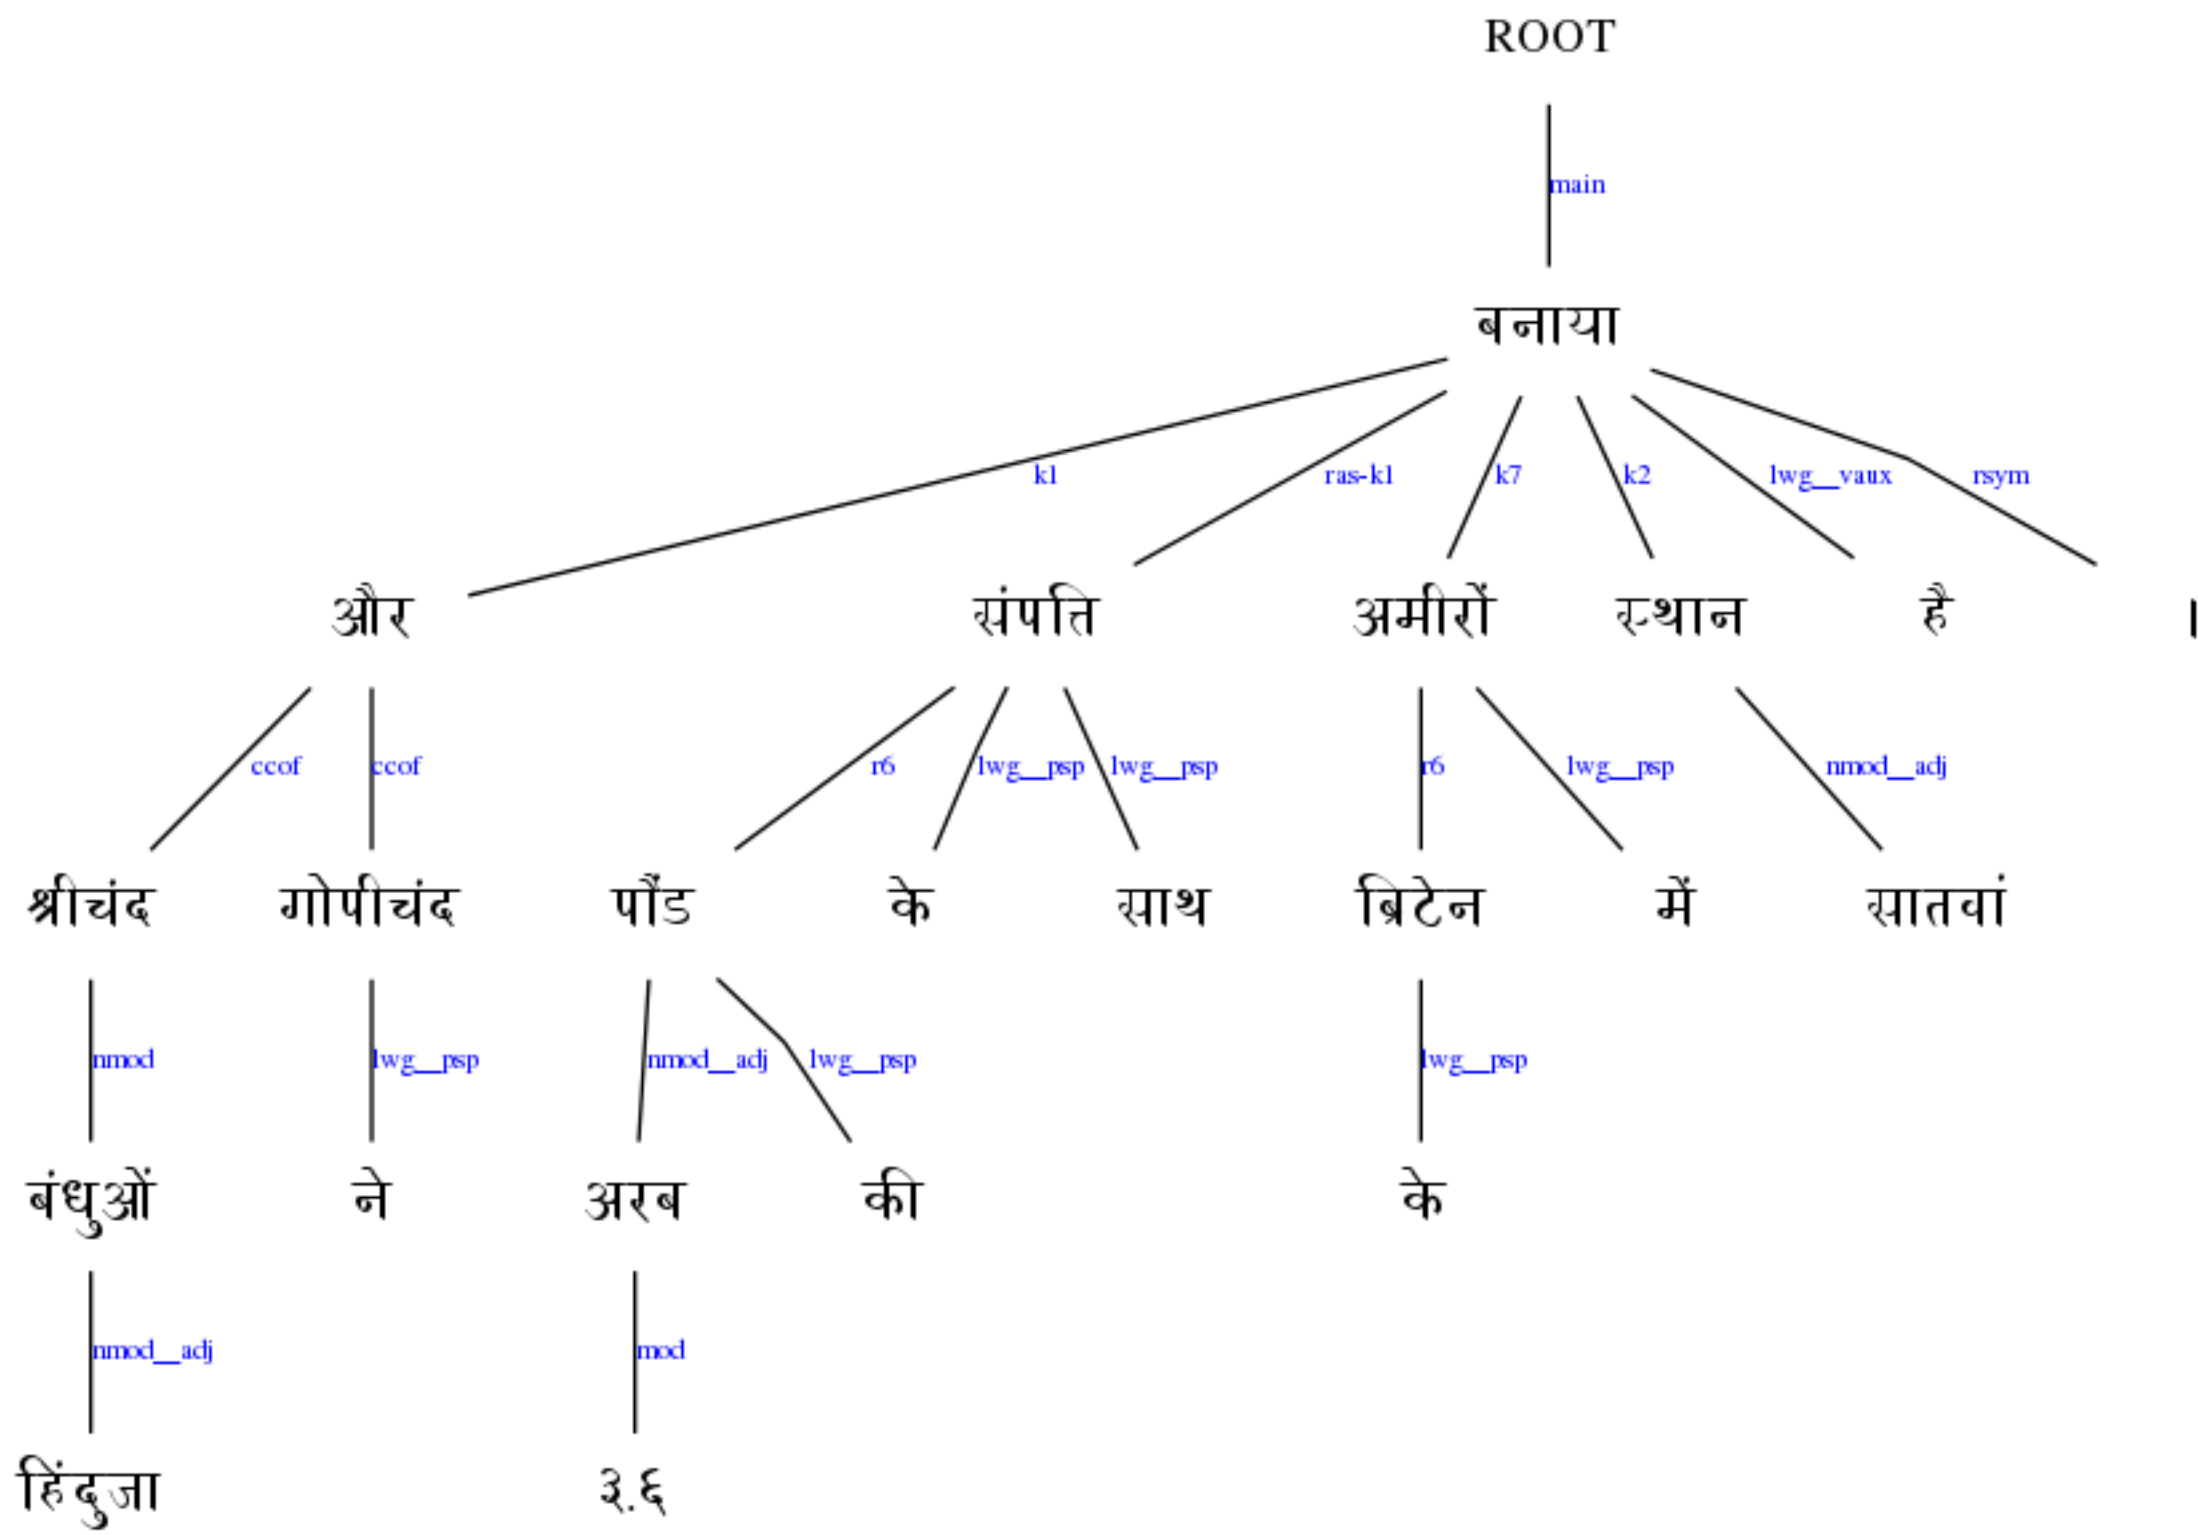 ROOT
main
बनाया
k1 ras-k1 k7 k2 lwg__vaux rsym
और संपत्ति अमीरों स्थान है ।
ccof ccof r6 lwg__psp lwg__psp r6 lwg__psp nmod__adj
श्रीचंद गोपीचंद पौंड के साथ ब्रिटेन में सातवां
nmod lwg__psp nmod__adj lwg__psp lwg__psp
बंधुओं ने अरब की के
nmod__adj mod
हिंदुजा ३.६